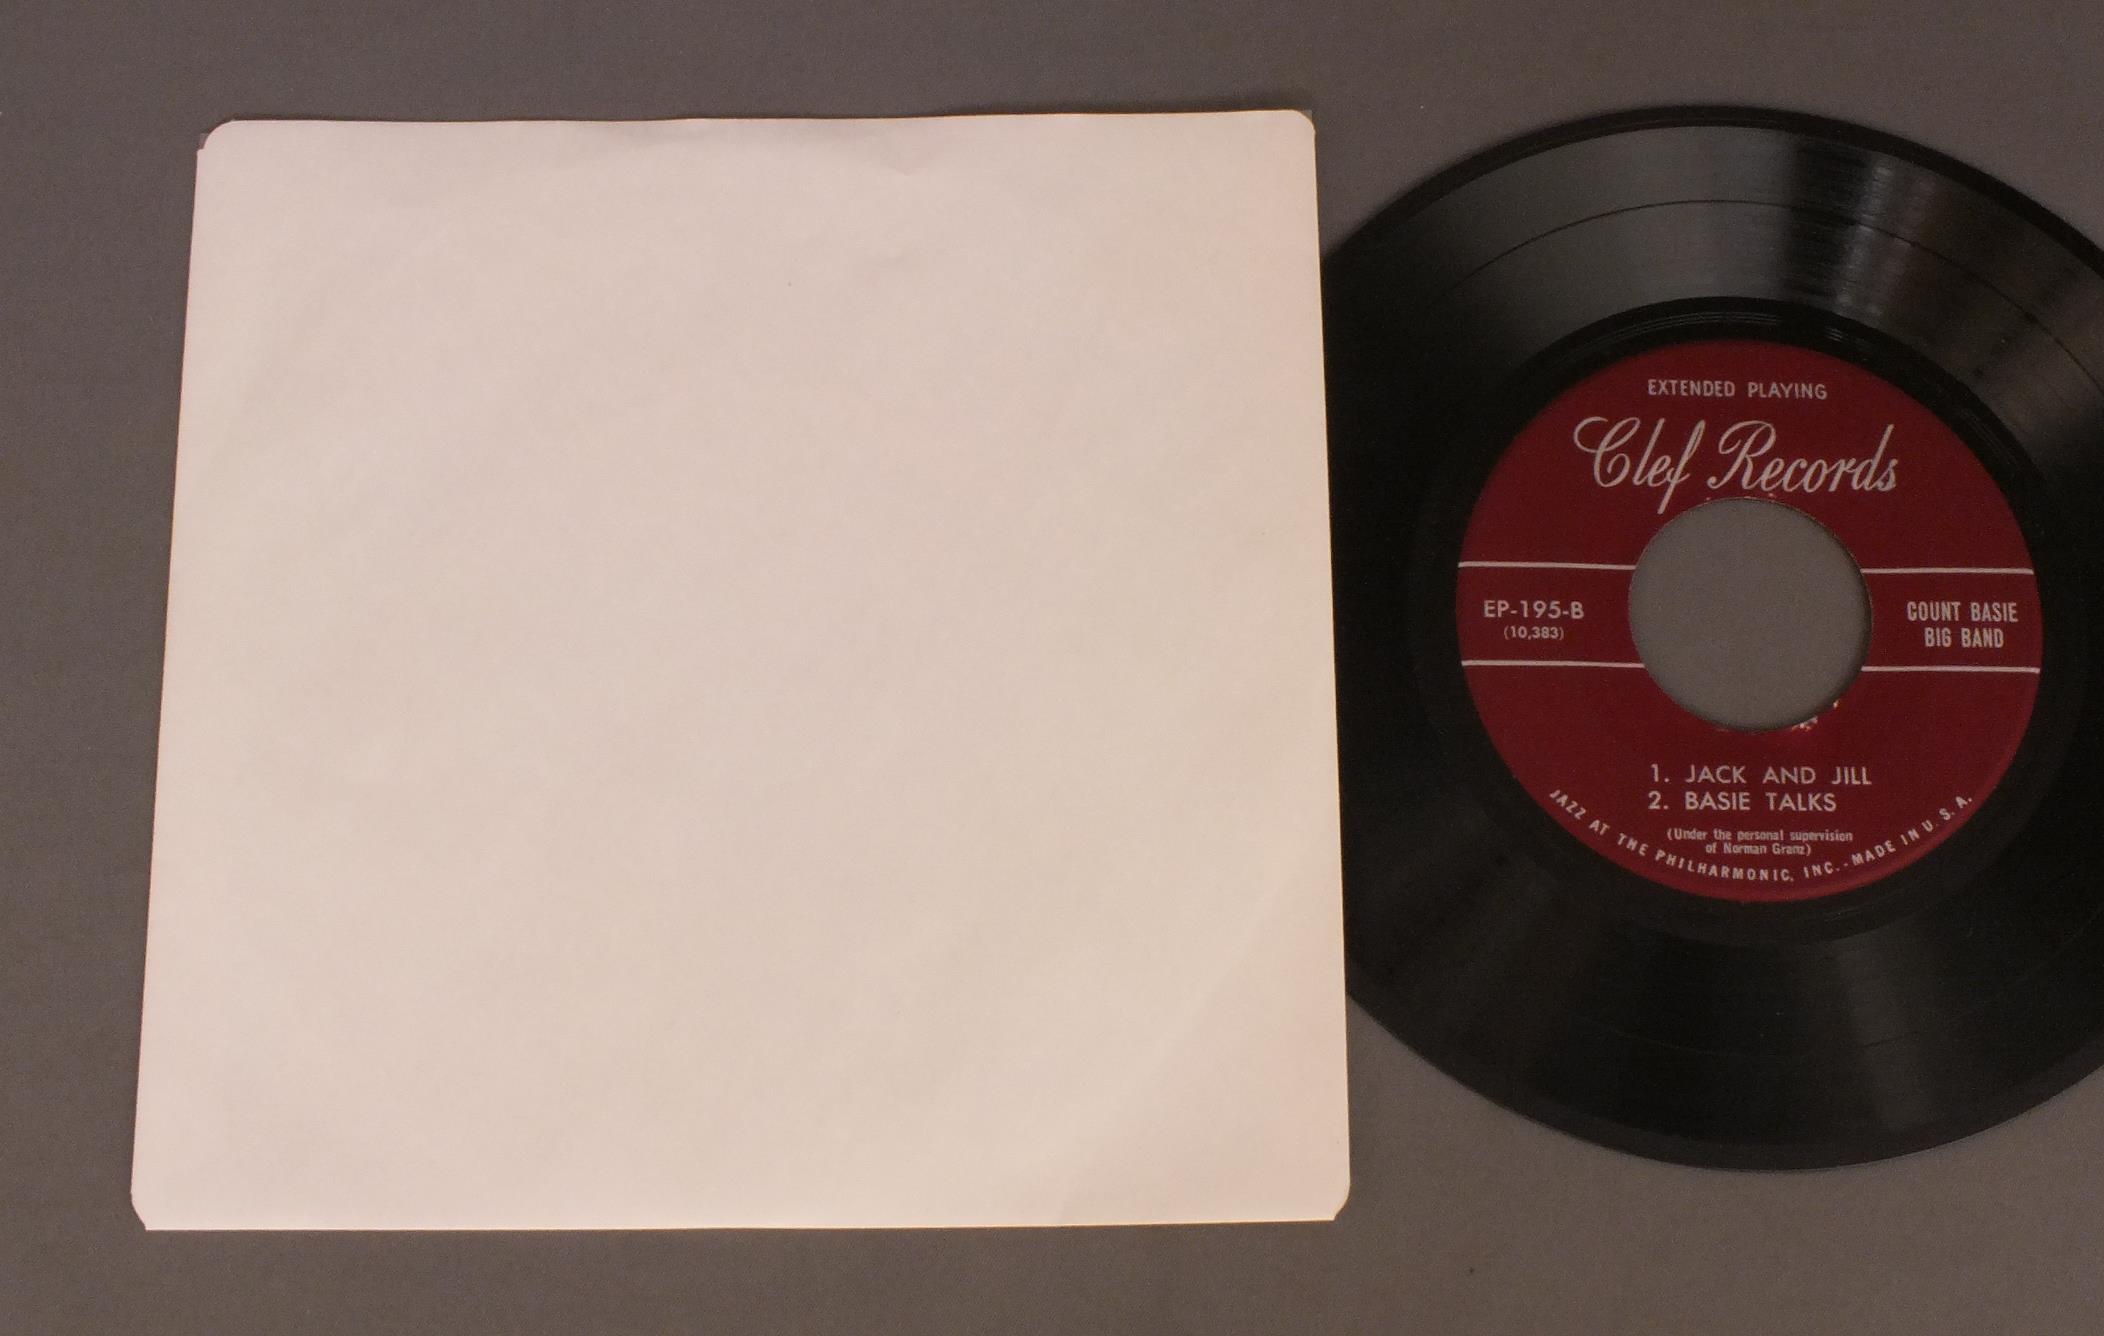 EXTENDED PLAYING
Clef Records
EP-195-B
(10,383)
COUNT BASIE
BIG BAND
1. JACK AND JILL
2. BASIE TALKS
(Under the personal supervision
of Norman Granz)
JAZZ AT THE PHILHARMONIC, INC.-MADE IN U. S. A.